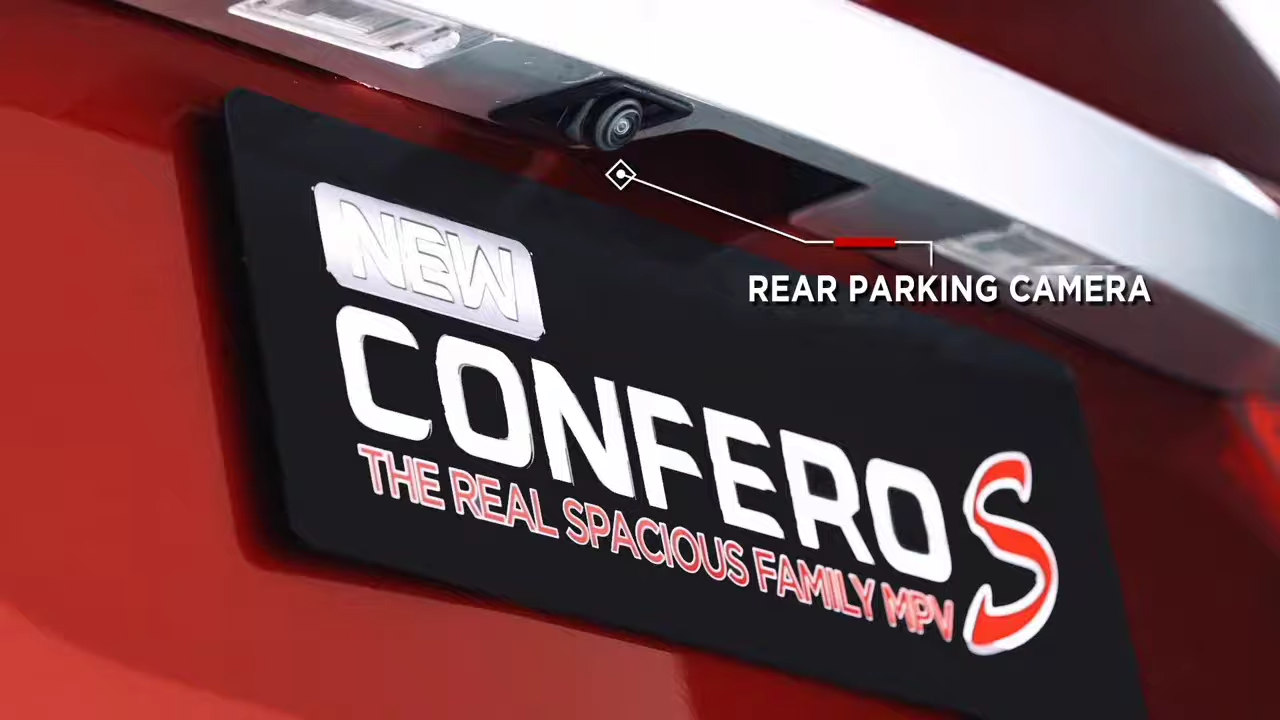 REAR PARKING CAMERA
NEW
CONFERO S
THE REAL SPACIOUS FAMILY MPV